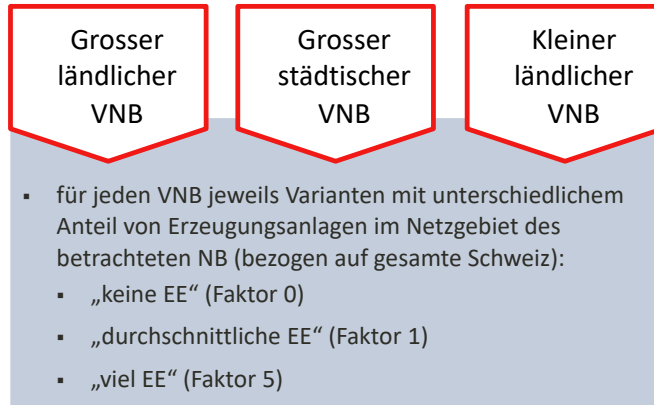 Grosser
ländlicher
VNB
Grosser
städtischer
VNB
Kleiner
ländlicher
VNB
▪ für jeden VNB jeweils Varianten mit unterschiedlichem
Anteil von Erzeugungsanlagen im Netzgebiet des
betrachteten NB (bezogen auf gesamte Schweiz):
▪ „keine EE“ (Faktor 0)
▪ „durchschnittliche EE“ (Faktor 1)
▪ „viel EE“ (Faktor 5)